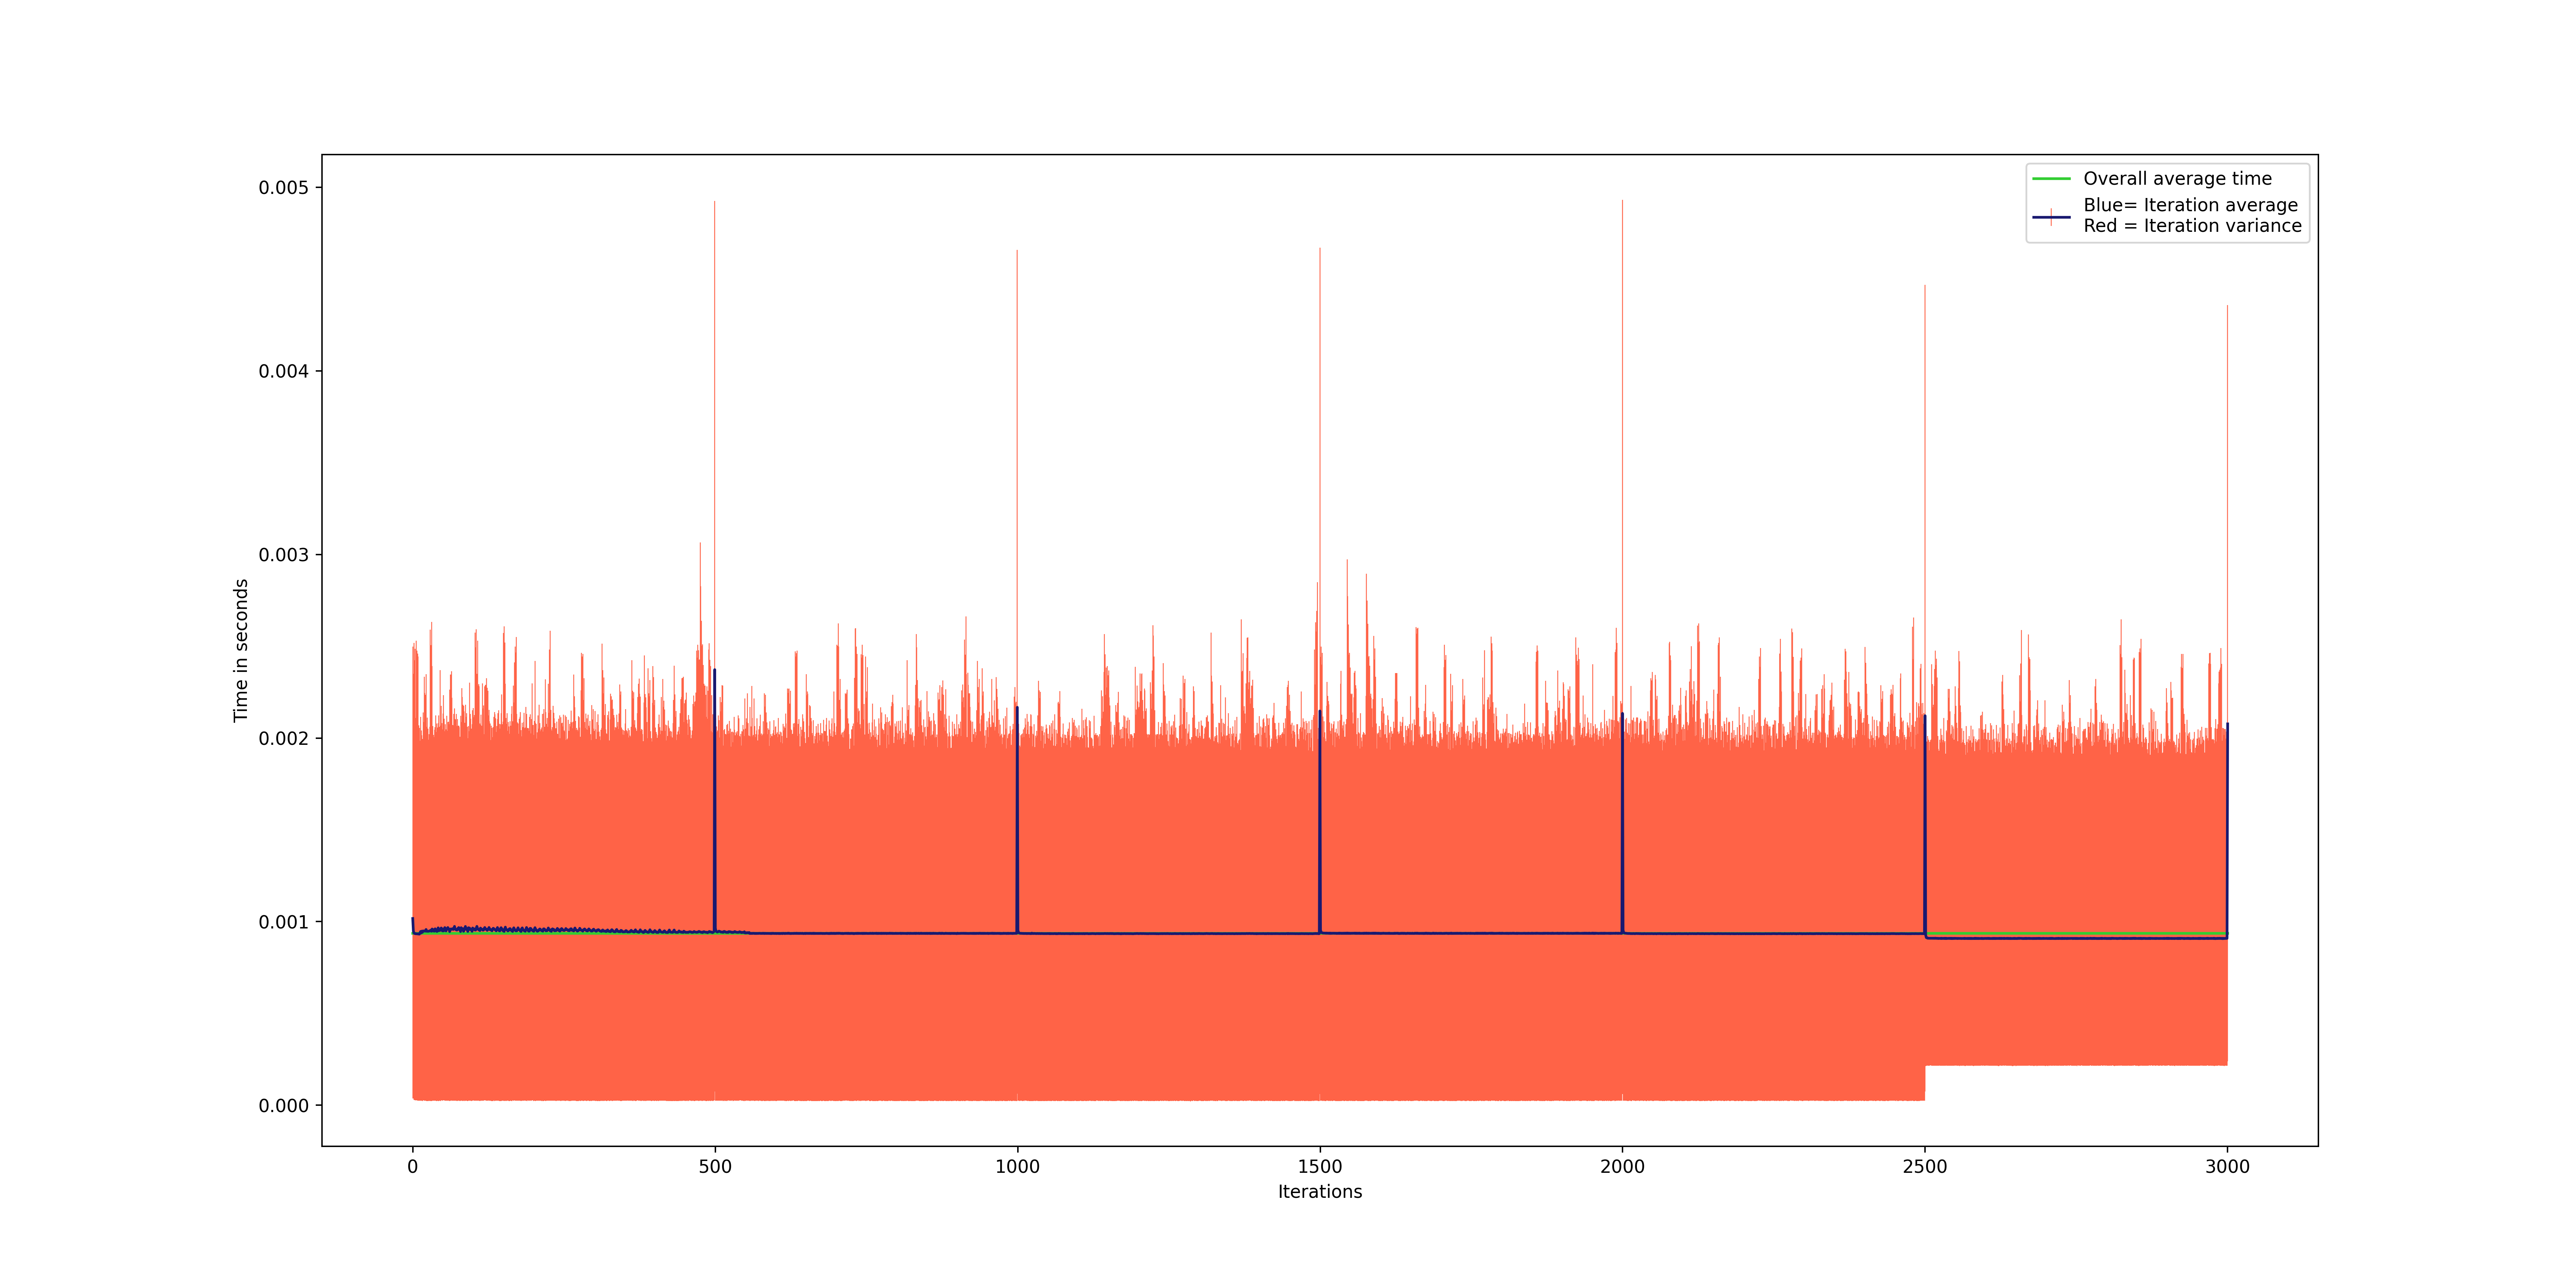 0.005
0.004
0.003
0.002
0.001
0.000
Time in seconds
0
500
1000
1500
2000
2500
3000
Iterations
Overall average time
Blue= Iteration average
Red = Iteration variance